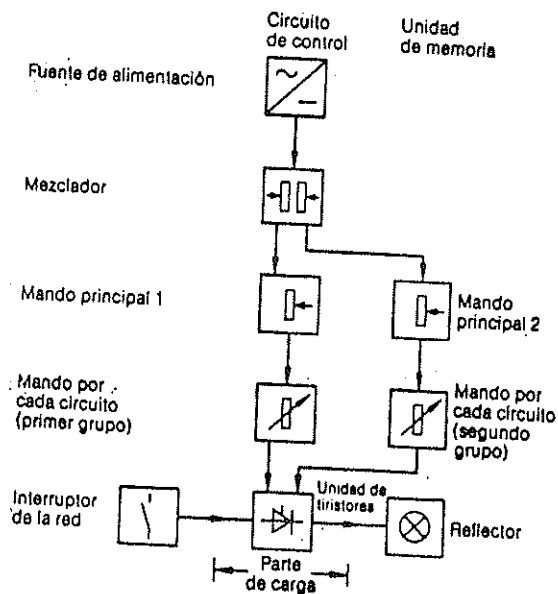 Circuito
de control
Unidad
de memoria
Fuente de alimentación
Mezclador
Mando principal 1
Mando
principal 2
Mando por
cada circuito
(primer grupo)
Mando por
cada circuito
(segundo
grupo)
Interruptor
de la red
Unidad de
tiristores
Reflector
Parte
de carga